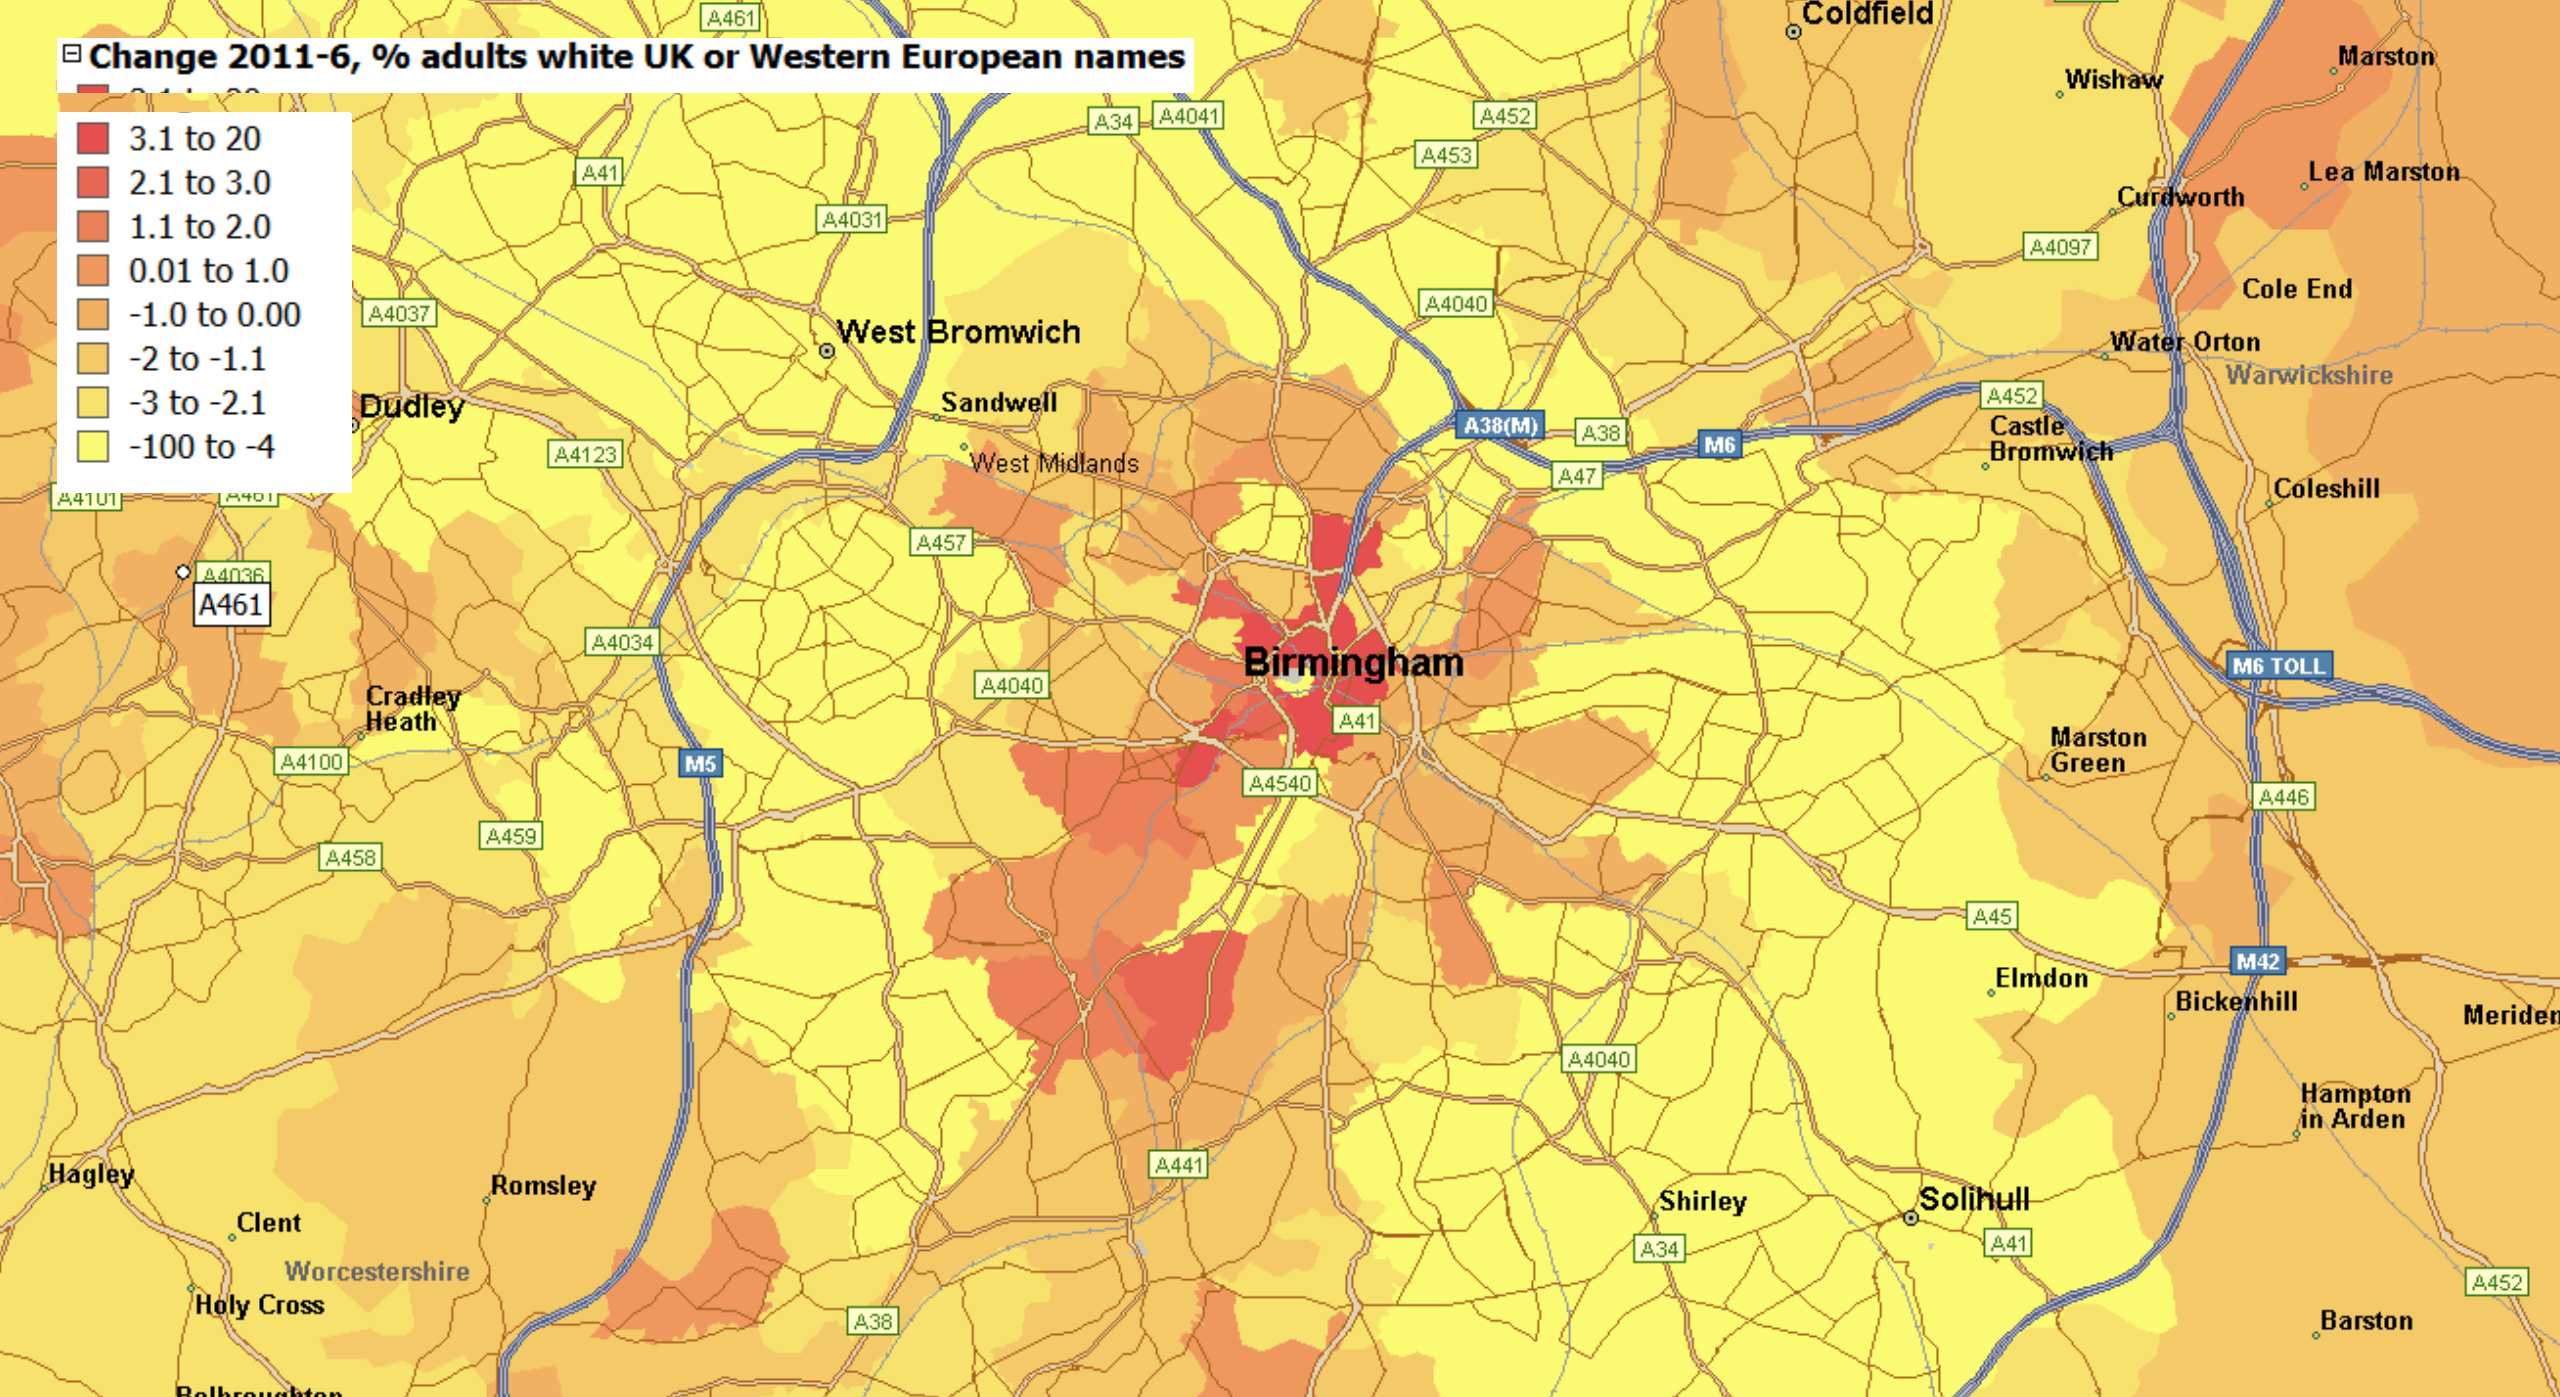 Change 2011-6, % adults white UK or Western European names
3.1 to 20
2.1 to 3.0
1.1 to 2.0
0.01 to 1.0
-1.0 to 0.00
-2 to -1.1
-3 to -2.1
-100 to -4
A461
Coldfield
Marston
Wishaw
A34
A4041
A452
A453
A41
Lea Marston
Curdworth
A4031
A4097
Cole End
A4040
A4037
West Bromwich
Water Orton
Warwickshire
Sandwell
Dudley
A452
A38(M)
A38
M6
Castle
Bromwich
A4123
West Midlands
A47
Coleshill
A4101
A461
A457
A4036
A461
A4034
Birmingham
M6 TOLL
A4040
Cradley
Heath
A41
Marston
Green
A4100
M5
A4540
A446
A459
A458
A45
M42
Elmdon
Bickenhill
Meriden
A4040
Hampton
in Arden
A441
Hagley
Romsley
Shirley
Solihull
Clent
A34
A41
Worcestershire
A452
Holy Cross
A38
Barston
Belbroughton